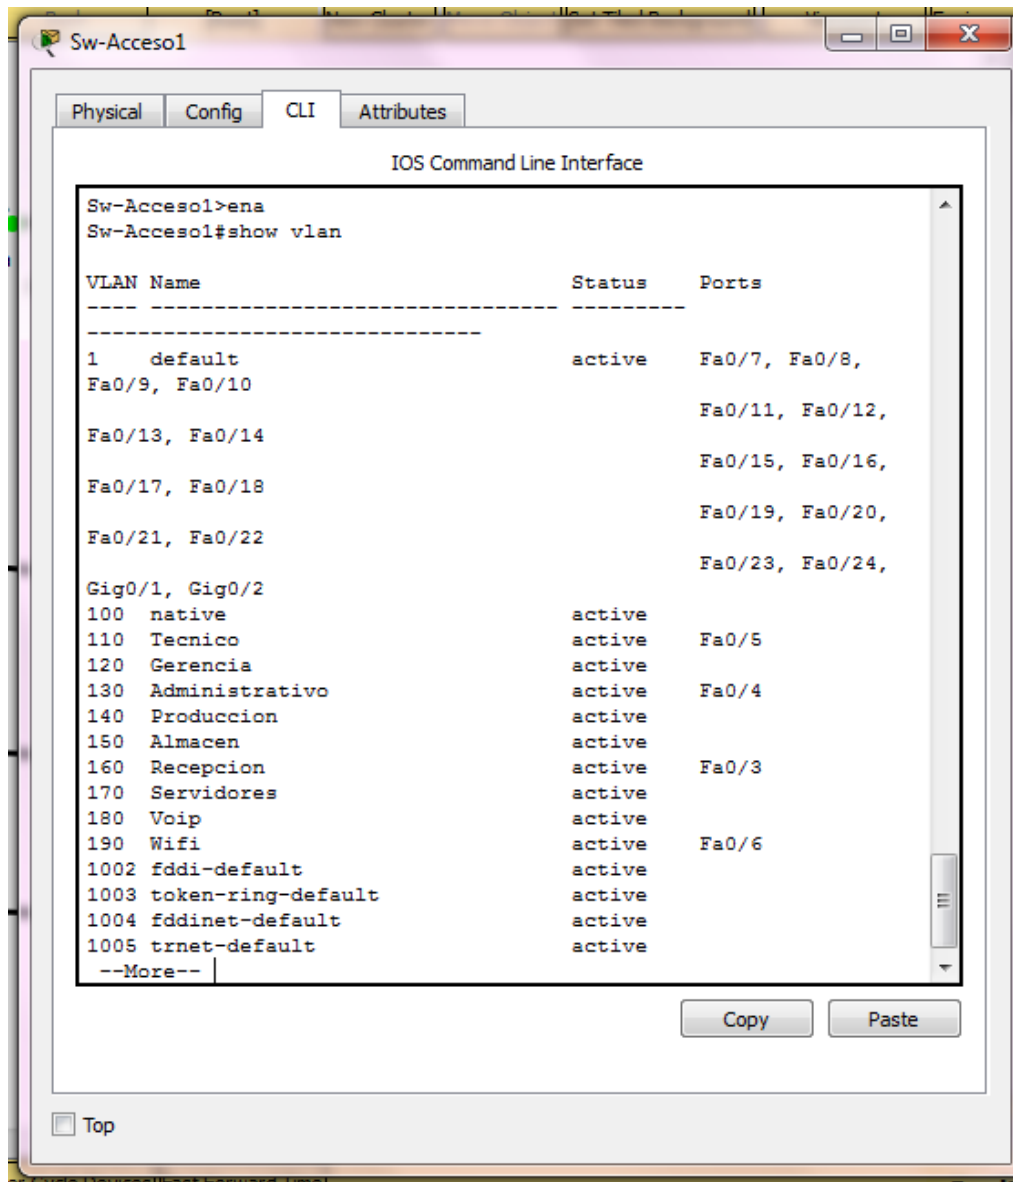 Sw-Acceso1
Physical Config CLI Attributes
IOS Command Line Interface
Sw-Acceso1>ena
Sw-Acceso1#show vlan
VLAN Name                             Status    Ports
---- -------------------------------- ---------
-------------------------------
1    default                          active    Fa0/7, Fa0/8,
Fa0/9, Fa0/10
                                                Fa0/11, Fa0/12,
Fa0/13, Fa0/14
                                                Fa0/15, Fa0/16,
Fa0/17, Fa0/18
                                                Fa0/19, Fa0/20,
Fa0/21, Fa0/22
                                                Fa0/23, Fa0/24,
Gig0/1, Gig0/2
100  native                           active
110  Tecnico                          active    Fa0/5
120  Gerencia                         active
130  Administrativo                   active    Fa0/4
140  Produccion                       active
150  Almacen                          active
160  Recepcion                        active    Fa0/3
170  Servidores                       active
180  Voip                             active
190  Wifi                             active    Fa0/6
1002 fddi-default                     active
1003 token-ring-default               active
1004 fddinet-default                  active
1005 trnet-default                    active
 --More--
Copy Paste
Top